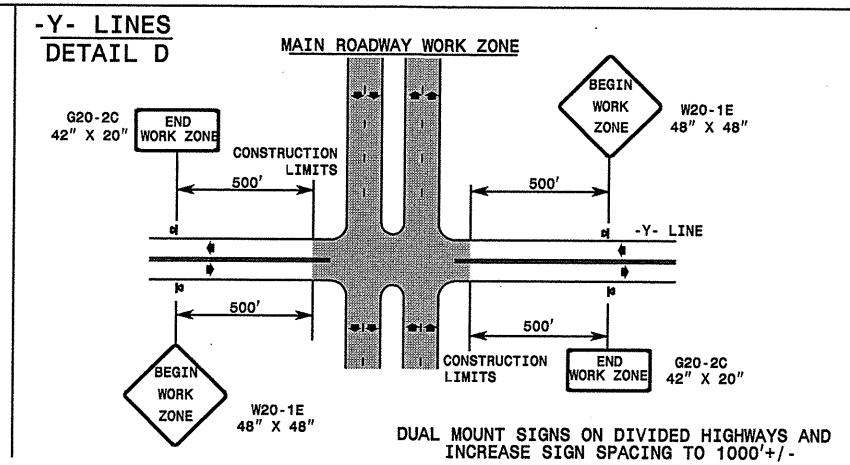 -Y- LINES
DETAIL D
MAIN ROADWAY WORK ZONE
G20-2C
42" X 20"
END
WORK ZONE
CONSTRUCTION
LIMITS
500'
BEGIN
WORK
ZONE
W20-1E
48" X 48"
500'
-Y- LINE
500'
BEGIN
WORK
ZONE
W20-1E
48" X 48"
500'
CONSTRUCTION
LIMITS
END
WORK ZONE
G20-2C
42" X 20"
DUAL MOUNT SIGNS ON DIVIDED HIGHWAYS AND
INCREASE SIGN SPACING TO 1000'+/-